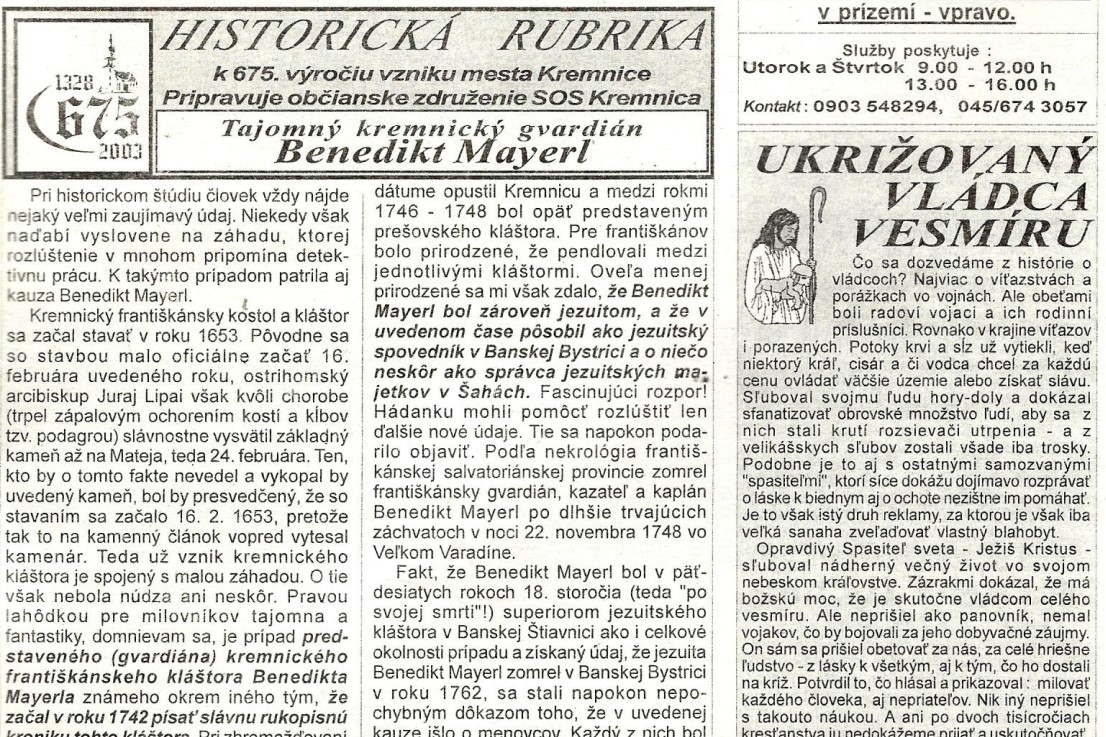 HISTORICKÁ RUBRIKA
k 675. výročiu vzniku mesta Kremnice
Pripravuje občianske združenie SOS Kremnica
1328
675
2003
Tajomný kremnický gvardián
Benedikt Mayerl
Pri historickom štúdiu človek vždy nájde
nejaký veľmi zaujímavý údaj. Niekedy však
naďabí vyslovene na záhadu, ktorej
rozlúštenie v mnohom pripomína detek-
tívnu prácu. K takýmto prípadom patrila aj
kauza Benedikt Mayerl.
Kremnický františkánsky kostol a kláštor
sa začal stavať v roku 1653. Pôvodne sa
so stavbou malo oficiálne začať 16.
februára uvedeného roku, ostrihomský
arcibiskup Juraj Lipai však kvôli chorobe
(trpel zápalovým ochorením kostí a kĺbov
tzv. podagrou) slávnostne vysvätil základný
kameň až na Mateja, teda 24. februára. Ten,
kto by o tomto fakte nevedel a vykopal by
uvedený kameň, bol by presvedčený, že so
stavaním sa začalo 16. 2. 1653, pretože
tak to na kamenný článok vopred vytesal
kamenár. Teda už vznik kremnického
kláštora je spojený s malou záhadou. O tie
však nebola núdza ani neskôr. Pravou
lahôdkou pre milovníkov tajomna a
fantastiky, domnievam sa, je prípad pred-
staveného (gvardiána) kremnického
františkánskeho kláštora Benedikta
Mayerla známeho okrem iného tým, že
začal v roku 1742 písať slávnu rukopisnú
kroniku tohto kláštora. Pri zhromažďovaní
dátume opustil Kremnicu a medzi rokmi
1746 - 1748 bol opäť predstaveným
prešovského kláštora. Pre františkánov
bolo prirodzené, že pendlovali medzi
jednotlivými kláštormi. Oveľa menej
prirodzené sa mi však zdalo, že Benedikt
Mayerl bol zároveň jezuitom, a že v
uvedenom čase pôsobil ako jezuitský
spovedník v Banskej Bystrici a o niečo
neskôr ako správca jezuitských ma-
jetkov v Šahách. Fascinujúci rozpor!
Hádanku mohli pomôcť rozlúštiť len
ďalšie nové údaje. Tie sa napokon poda-
rilo objaviť. Podľa nekrológia františ-
kánskej salvatoriánskej provincie zomrel
františkánsky gvardián, kazateľ a kaplán
Benedikt Mayerl po dlhšie trvajúcich
záchvatoch v noci 22. novembra 1748 vo
Veľkom Varadíne.
Fakt, že Benedikt Mayerl bol v päť-
desiatych rokoch 18. storočia (teda "po
svojej smrti"!) superiorom jezuitského
kláštora v Banskej Štiavnici ako i celkové
okolnosti prípadu a získaný údaj, že jezuita
Benedikt Mayerl zomrel v Banskej Bystrici
v roku 1762, sa stali napokon nepo-
chybným dôkazom toho, že v uvedenej
kauze išlo o menovcov. Každý z nich bol
v prízemí - vpravo.
Služby poskytuje :
Utorok a Štvrtok 9.00 - 12.00 h
13.00 - 16.00 h
Kontakt : 0903 548294, 045/674 3057
UKRIŽOVANÝ
VLÁDCA
VESMÍRU
Čo sa dozvedáme z histórie o
vládcoch? Najviac o víťazstvách a
porážkach vo vojnách. Ale obeťami
boli radoví vojaci a ich rodinní
príslušníci. Rovnako v krajine víťazov
i porazených. Potoky krvi a sĺz už vytiekli, keď
niektorý kráľ, cisár a či vodca chcel za každú
cenu ovládať väčšie územie alebo získať slávu.
Sľuboval svojmu ľudu hory-doly a dokázal
sfanatizovať obrovské množstvo ľudí, aby sa z
nich stali krutí rozsievači utrpenia - a z
velikášskych sľubov zostali všade iba trosky.
Podobne je to aj s ostatnými samozvanými
"spasiteľmi", ktorí síce dokážu dojímavo rozprávať
o láske k biednym aj o ochote nezištne im pomáhať.
Je to však istý druh reklamy, za ktorou je však iba
veľká sanaha zveľaďovať vlastný blahobyt.
Opravdivý Spasiteľ sveta - Ježiš Kristus -
sľuboval nádherný večný život vo svojom
nebeskom kráľovstve. Zázrakmi dokázal, že má
božskú moc, že je skutočne vládcom celého
vesmíru. Ale neprišiel ako panovník, nemal
vojakov, čo by bojovali za jeho dobyvačné záujmy.
On sám sa prišiel obetovať za nás, za celé hriešne
ľudstvo - z lásky k všetkým, aj k tým, čo ho dostali
na kríž. Potvrdil to, čo hlásal a prikazoval : milovať
každého človeka, aj nepriateľov. Nik iný neprišiel
s takouto náukou. A ani po dvoch tisícročiach
kresťanstva ju nedokážeme prijať a uskutočňovať.